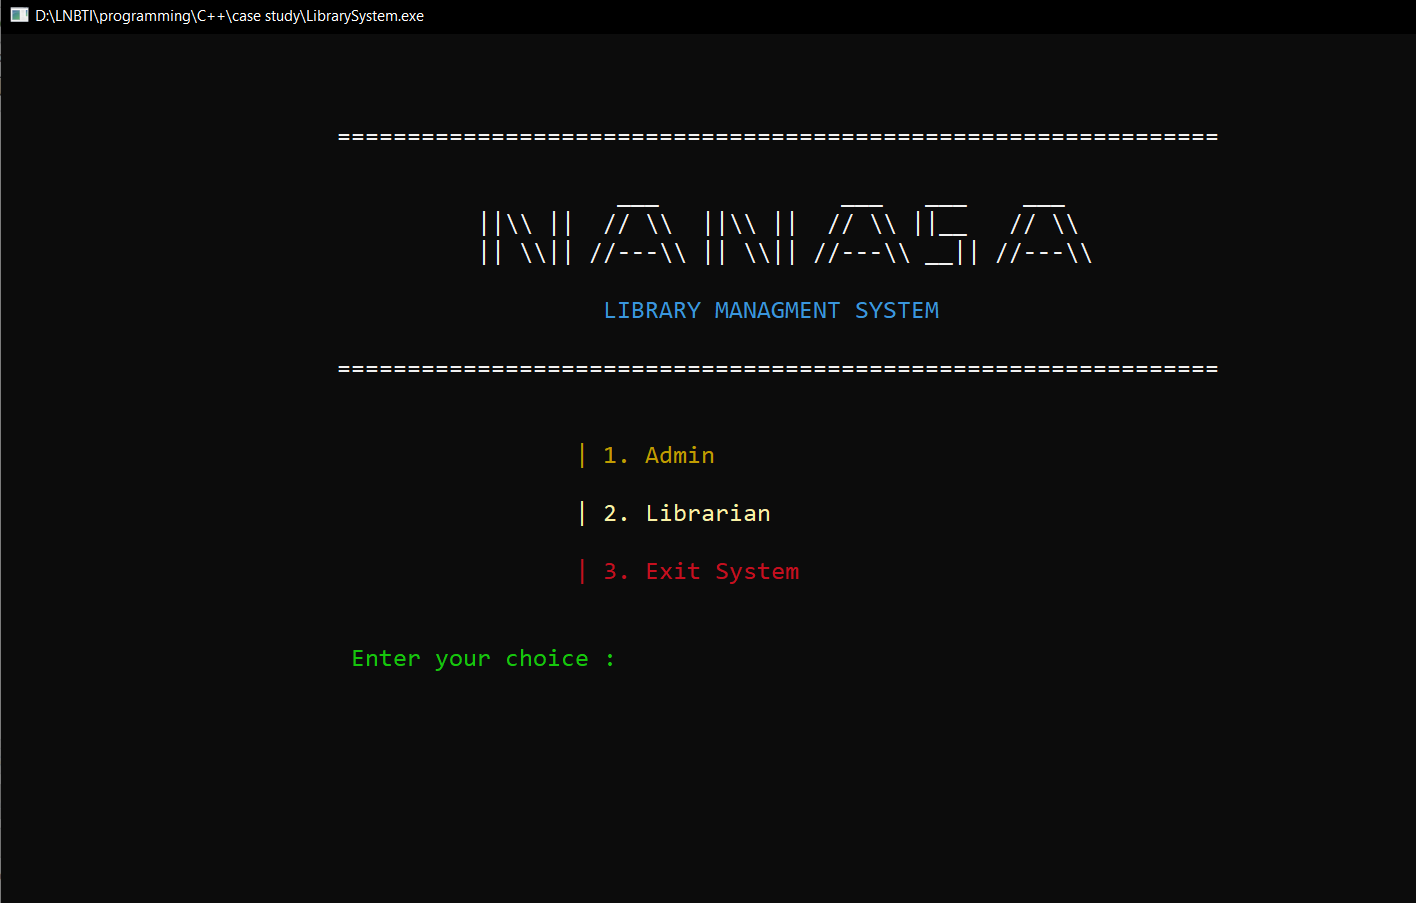 D:\LNBTI\programming\C++\case study\LibrarySystem.exe
===============================================================
NANASA
LIBRARY MANAGMENT SYSTEM
===============================================================
| 1. Admin
| 2. Librarian
| 3. Exit System
Enter your choice :